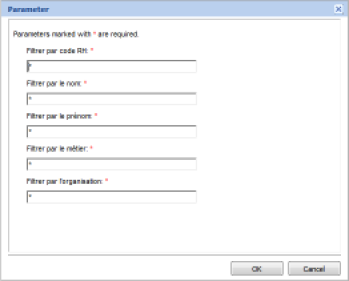 Parameter
Parameters marked with * are required.
Filtrer par code RH: *
*
Filtrer par le nom: *
*
Filtrer par le prénom: *
*
Filtrer par le métier: *
*
Filtrer par l'organisation: *
*
OK Cancel